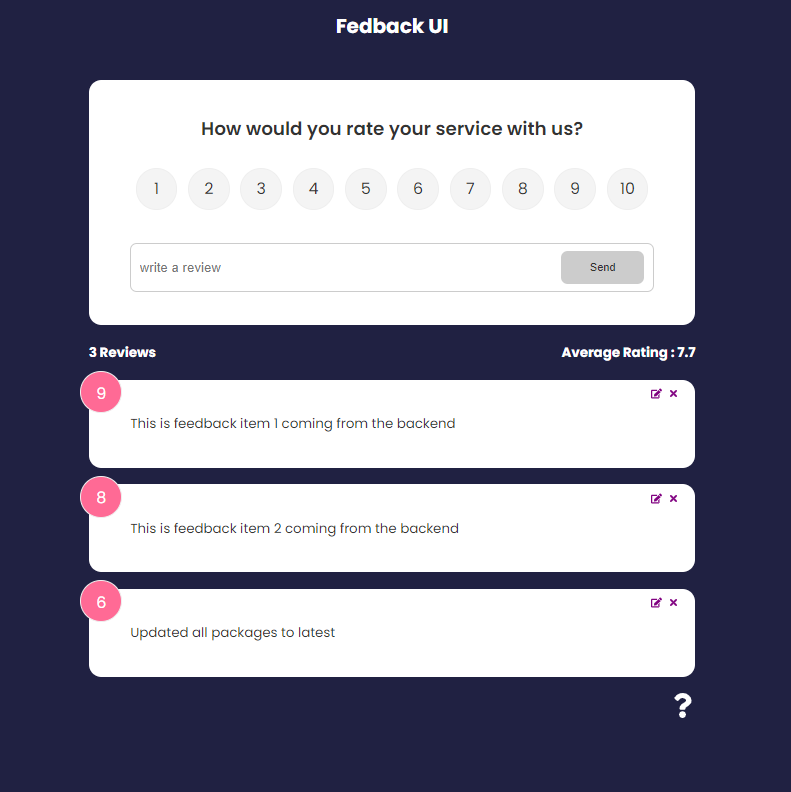 Fedback UI
How would you rate your service with us?
1 2 3 4 5 6 7 8 9 10
write a review Send
3 Reviews Average Rating : 7.7
9
This is feedback item 1 coming from the backend
8
This is feedback item 2 coming from the backend
6
Updated all packages to latest
?